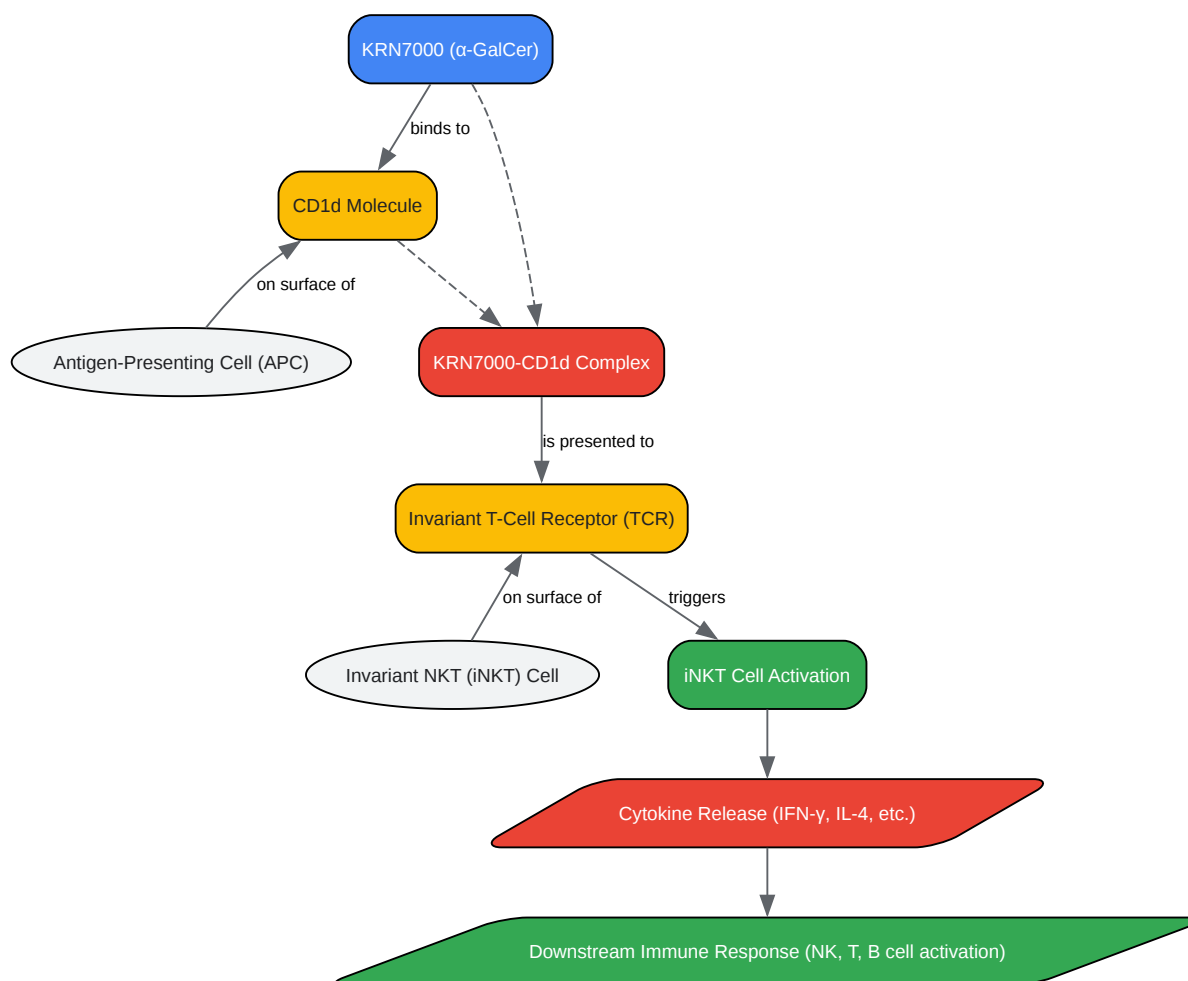 KRN7000 (α-GalCer)
binds to
CD1d Molecule
on surface of
Antigen-Presenting Cell (APC)
KRN7000-CD1d Complex
is presented to
Invariant T-Cell Receptor (TCR)
on surface of
triggers
Invariant NKT (iNKT) Cell
iNKT Cell Activation
Cytokine Release (IFN-γ, IL-4, etc.)
Downstream Immune Response (NK, T, B cell activation)